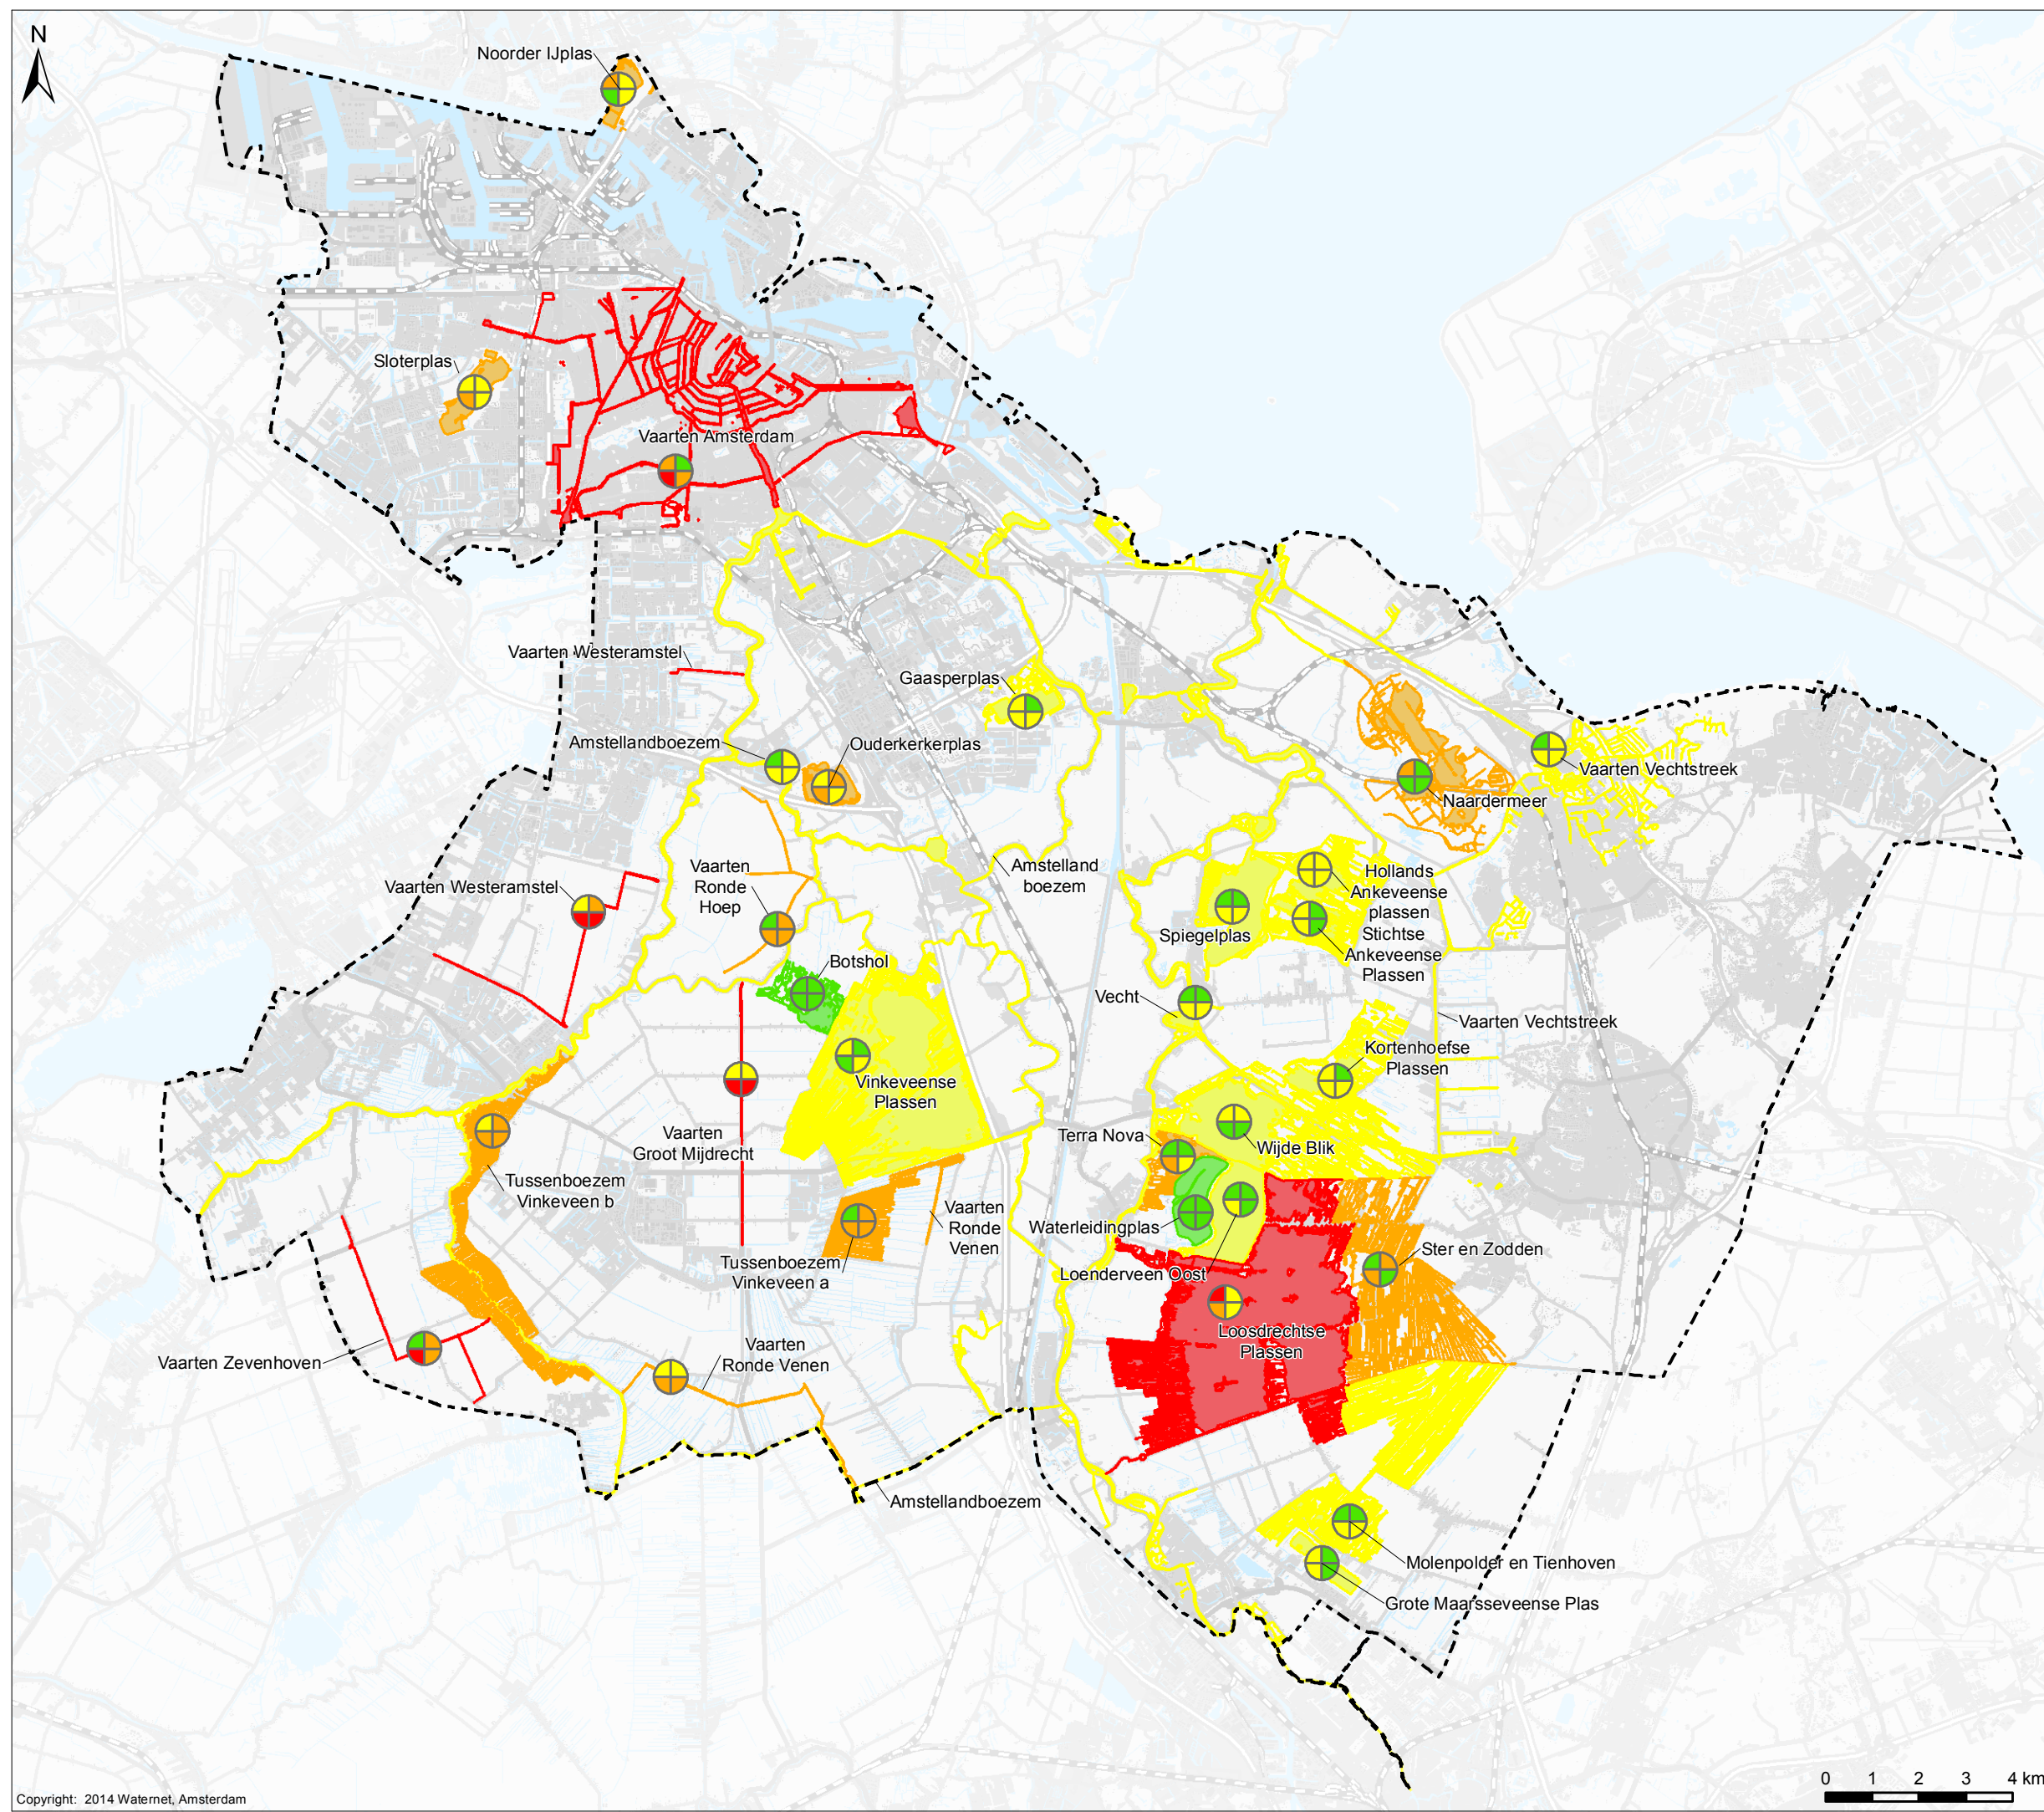 N
Noorder IJplas
Sloterplas
Vaarten Amsterdam
Vaarten Westeramstel
Gaasperplas
Amstellandboezem
Ouderkerkerplas
Vaarten Vechtstreek
Naardermeer
Vaarten
Ronde
Hoep
Amstelland
boezem
Vaarten Westeramstel
Hollands
Ankeveense
plassen
Stichtse
Ankeveense
Plassen
Spiegelplas
Botshol
Vecht
Vaarten Vechtstreek
Kortenhoefse
Plassen
Vinkeveense
Plassen
Vaarten
Groot Mijdrecht
Terra Nova
Wijde Blik
Tussenboezem
Vinkeveen b
Vaarten
Ronde
Venen
Waterleidingplas
Ster en Zodden
Tussenboezem
Vinkeveen a
Loenderveen Oost
Loosdrechtse
Plassen
Vaarten
Ronde Venen
Vaarten Zevenhoven
Amstellandboezem
Molenpolder en Tienhoven
Grote Maarsseveense Plas
0 1 2 3 4 km
Copyright: 2014 Waternet, Amsterdam